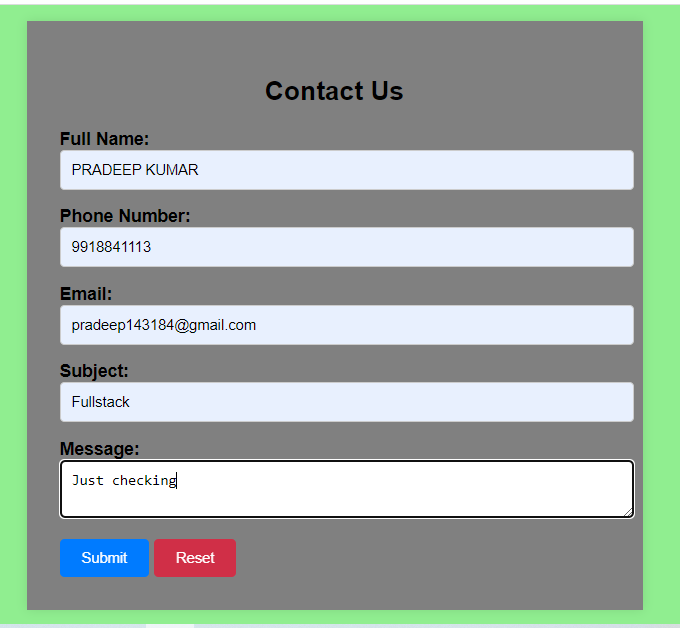 Contact Us
Full Name:
PRADEEP KUMAR
Phone Number:
9918841113
Email:
pradeep143184@gmail.com
Subject:
Fullstack
Message:
Just checking
Submit Reset